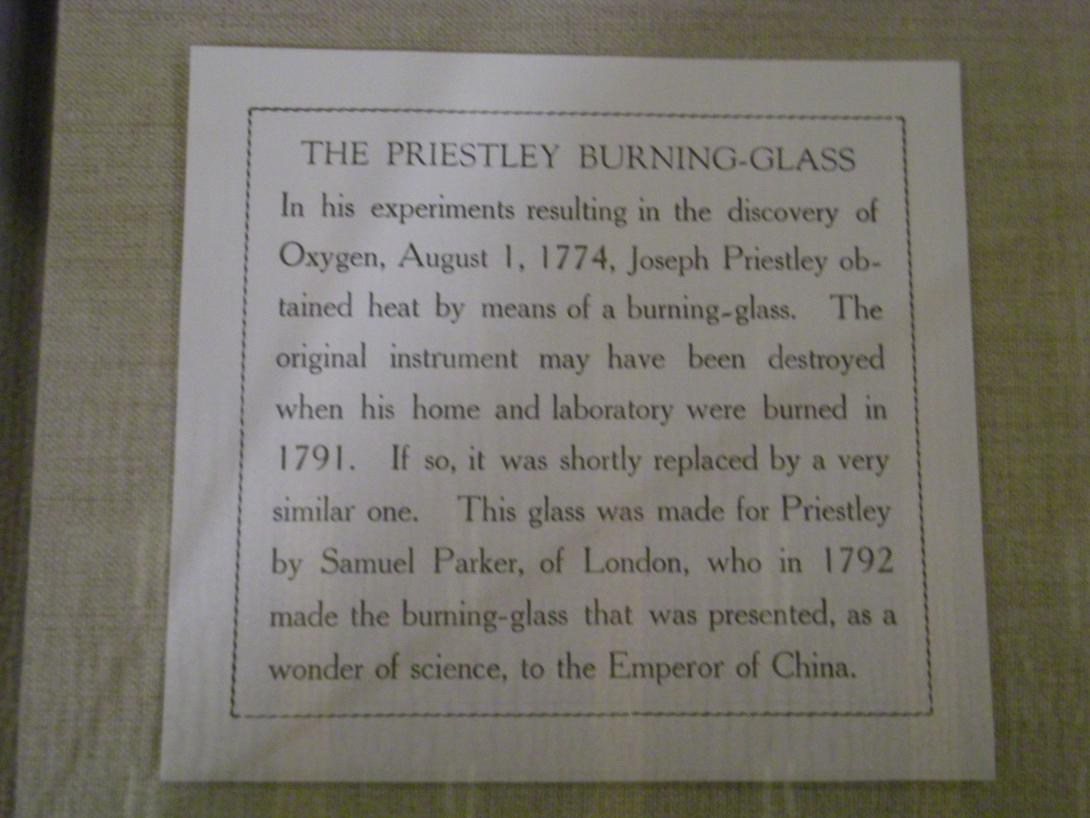 THE PRIESTLEY BURNING-GLASS
In his experiments resulting in the discovery of
Oxygen, August 1, 1774, Joseph Priestley ob-
tained heat by means of a burning-glass. The
original instrument may have been destroyed
when his home and laboratory were burned in
1791. If so, it was shortly replaced by a very
similar one. This glass was made for Priestley
by Samuel Parker, of London, who in 1792
made the burning-glass that was presented, as a
wonder of science, to the Emperor of China.